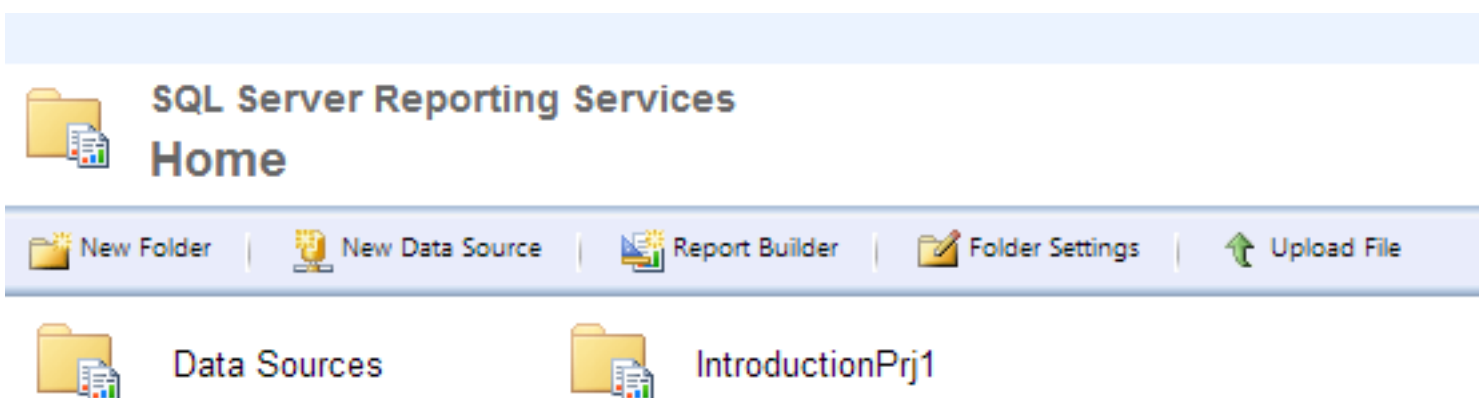 SQL Server Reporting Services
Home
New Folder | New Data Source | Report Builder | Folder Settings | Upload File
Data Sources IntroductionPrj1